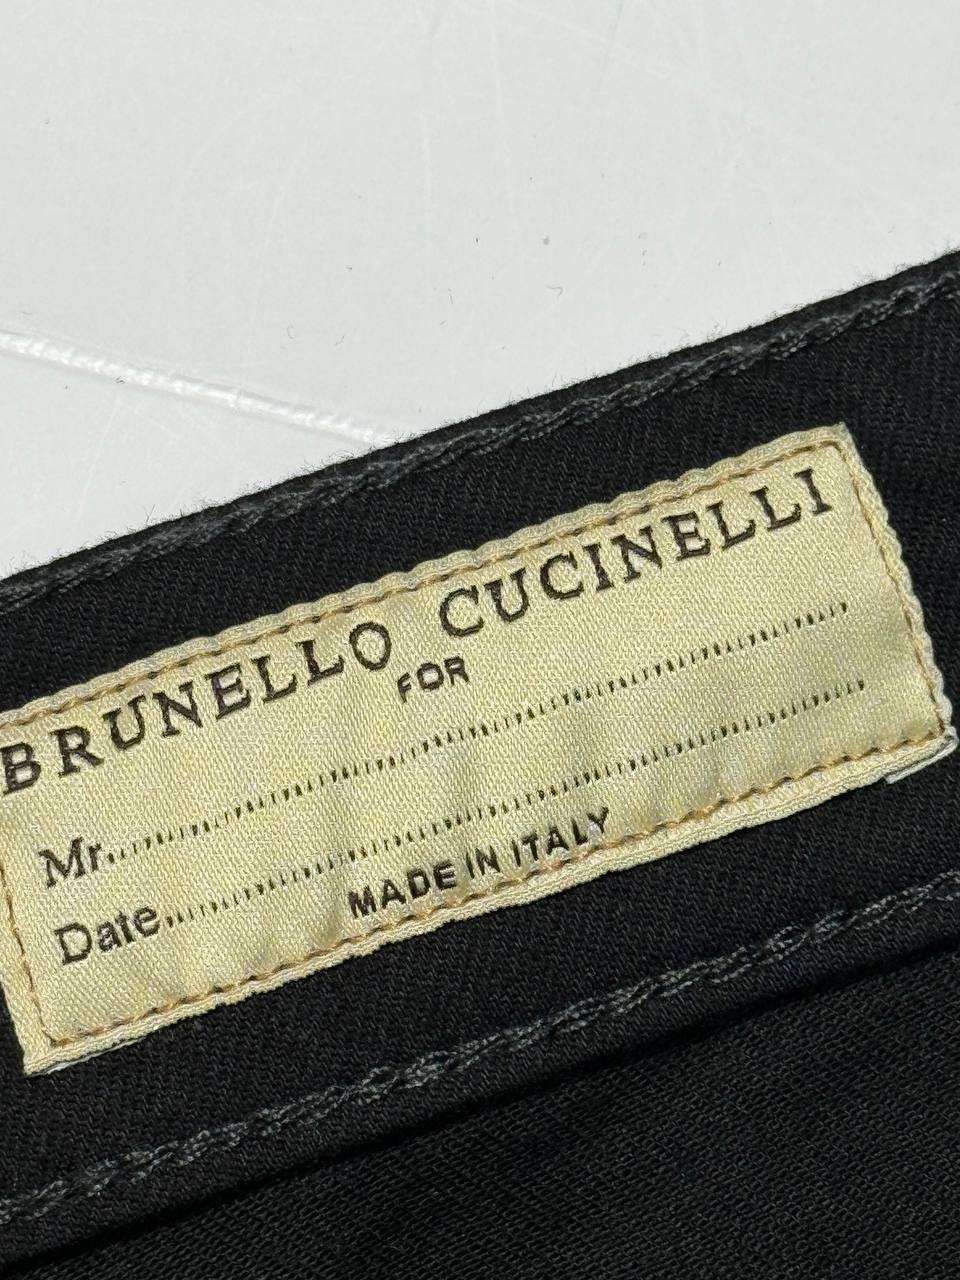 BRUNELLO CUCINELLI
FOR
Mr...............................................................
Date...............................................................
MADE IN ITALY